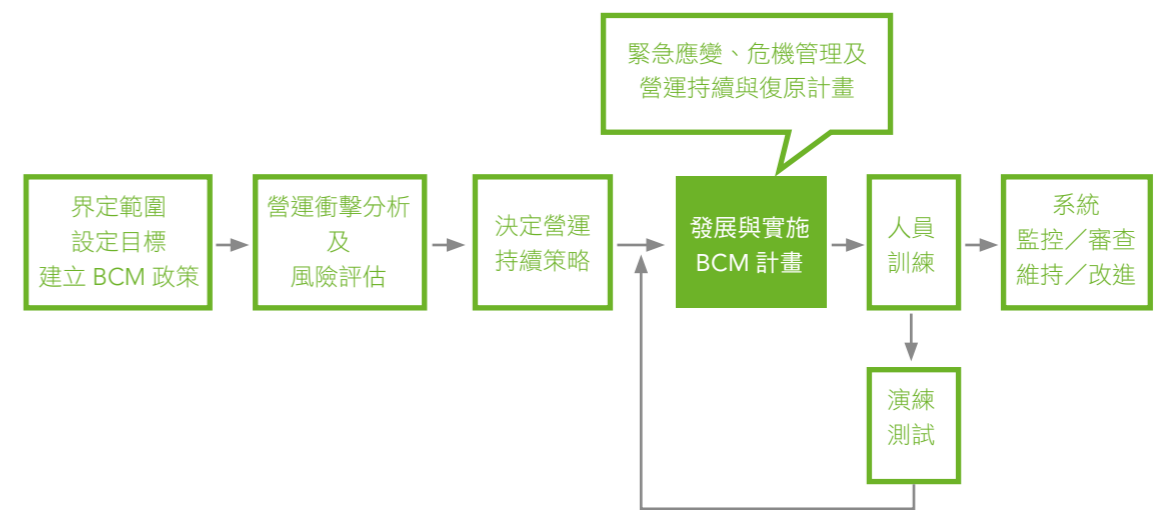 緊急應變、危機管理及
營運持續與復原計畫
界定範圍
設定目標
建立 BCM 政策
營運衝擊分析
及
風險評估
決定營運
持續策略
發展與實施
BCM 計畫
人員
訓練
系統
監控／審查
維持／改進
演練
測試